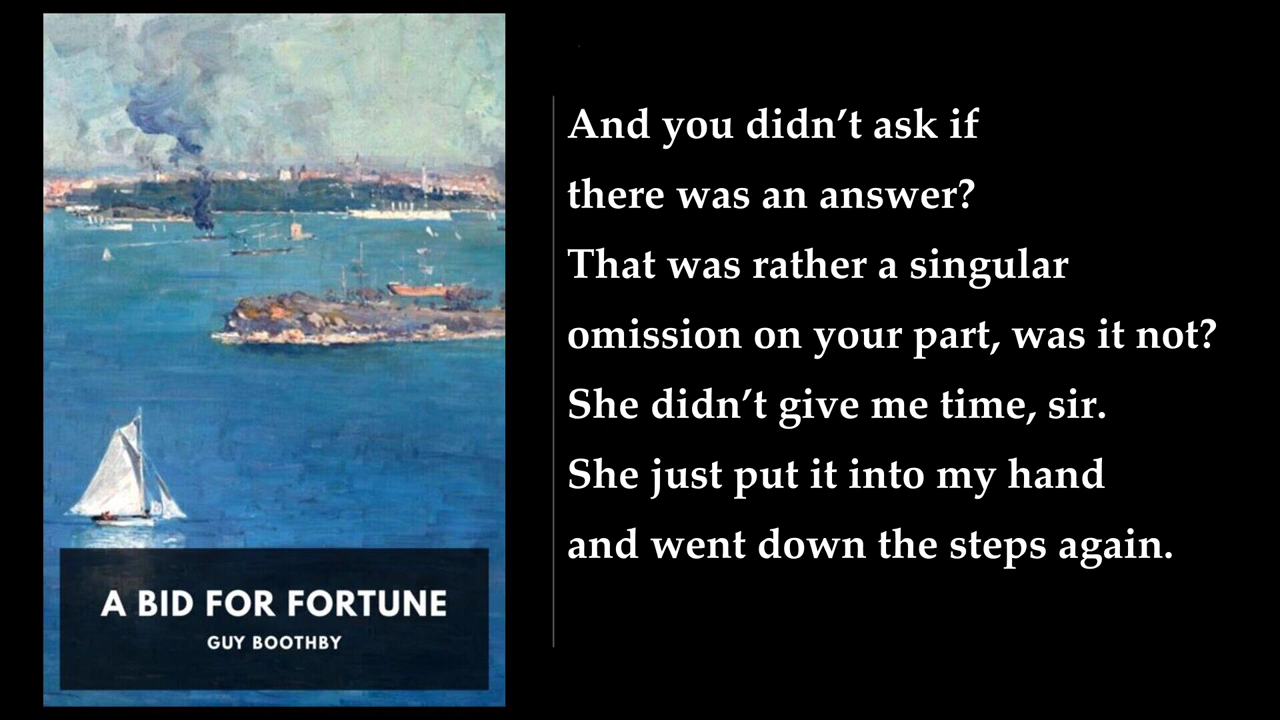 And you didn’t ask if
there was an answer?
That was rather a singular
omission on your part, was it not?
She didn’t give me time, sir.
She just put it into my hand
and went down the steps again.
A BID FOR FORTUNE
GUY BOOTHBY